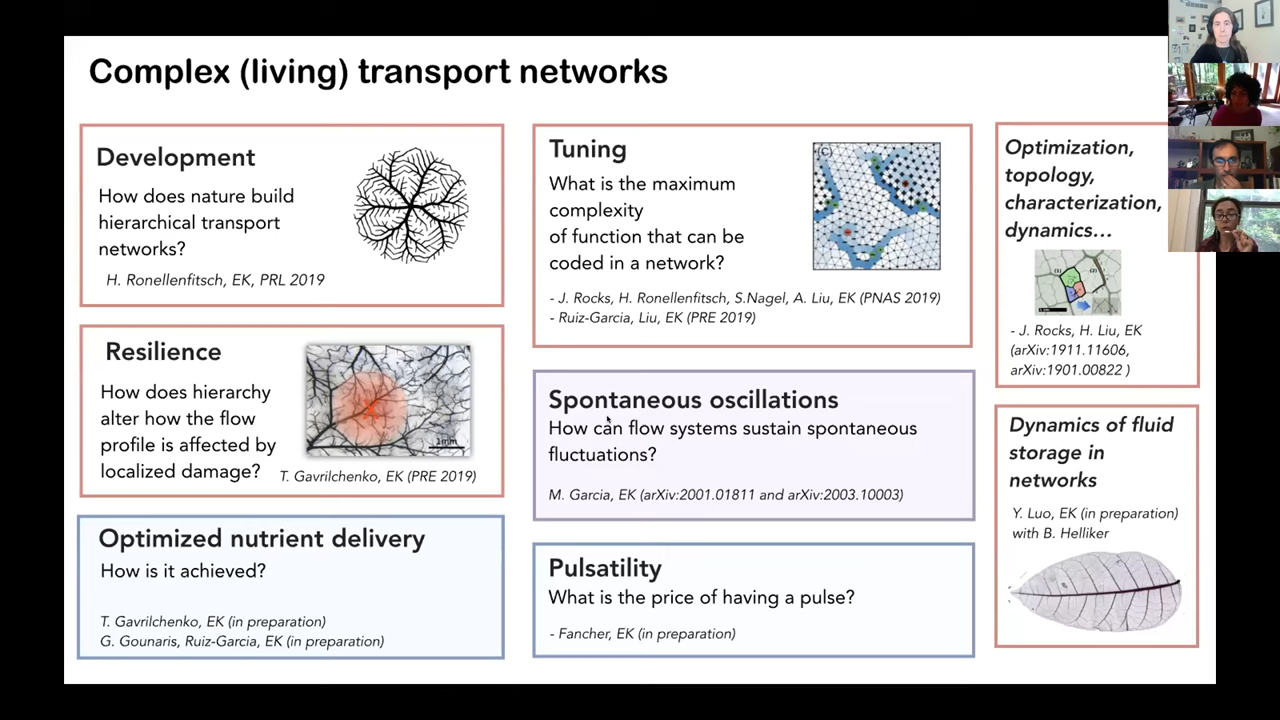 Complex (living) transport networks
Development
How does nature build
hierarchical transport
networks?
H. Ronellenfitsch, EK, PRL 2019
Resilience
How does hierarchy
alter how the flow
profile is affected by
localized damage?
1mm
T. Gavrilchenko, EK (PRE 2019)
Optimized nutrient delivery
How is it achieved?
T. Gavrilchenko, EK (in preparation)
G. Gounaris, Ruiz-Garcia, EK (in preparation)
Tuning
What is the maximum
complexity
of function that can be
coded in a network?
C
- J. Rocks, H. Ronellenfitsch, S.Nagel, A. Liu, EK (PNAS 2019)
- Ruiz-Garcia, Liu, EK (PRE 2019)
Spontaneous oscillations
How can flow systems sustain spontaneous
fluctuations?
M. Garcia, EK (arXiv:2001.01811 and arXiv:2003.10003)
Pulsatility
What is the price of having a pulse?
- Fancher, EK (in preparation)
Optimization,
topology,
characterization,
dynamics...
(1) (2)
- J. Rocks, H. Liu, EK
(arXiv:1911.11606,
arXiv:1901.00822 )
Dynamics of fluid
storage in
networks
Y. Luo, EK (in preparation)
with B. Helliker